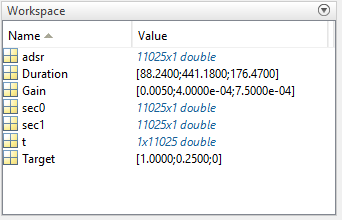 Workspace
Name Value
adsr 11025x1 double
Duration [88.2400;441.1800;176.4700]
Gain [0.0050;4.0000e-04;7.5000e-04]
sec0 11025x1 double
sec1 11025x1 double
t 1x11025 double
Target [1.0000;0.2500;0]